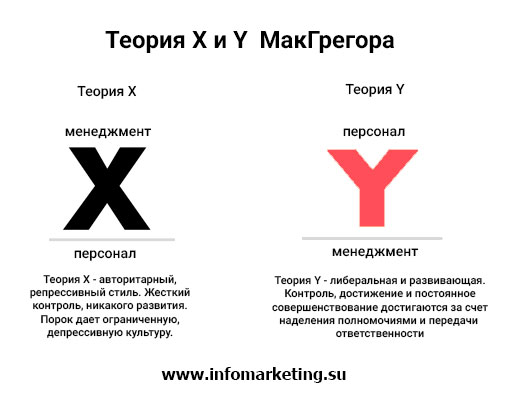 Теория X и Y МакГрегора
Теория X
менеджмент
X
персонал
Теория X - авторитарный,
репрессивный стиль. Жесткий
контроль, никакого развития.
Порок дает ограниченную,
депрессивную культуру.
Теория Y
персонал
Y
менеджмент
Теория Y - либеральная и развивающая.
Контроль, достижение и постоянное
совершенствование достигаются за счет
наделения полномочиями и передачи
ответственности
www.infomarketing.su